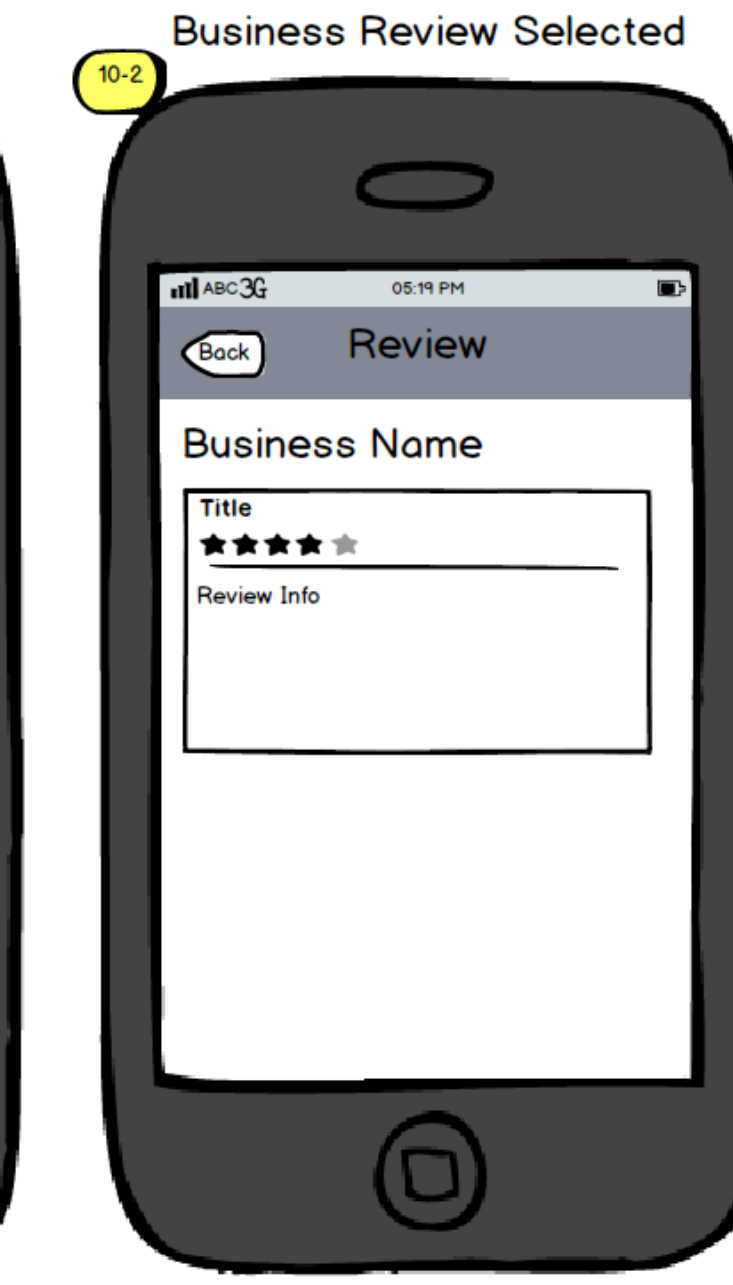 Business Review Selected
10-2
ABC 3G 05:19 PM
Back Review
Business Name
Title
Review Info